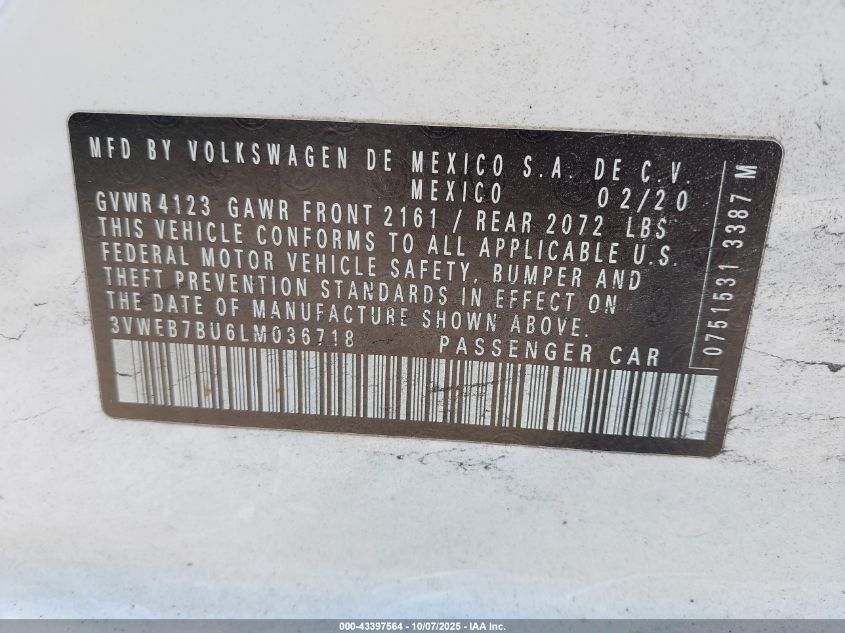 MFD BY VOLKSWAGEN DE MEXICO S.A. DE C.V.
MEXICO 02/20
GVWR 4123 GAWR FRONT 2161 / REAR 2072 LBS
THIS VEHICLE CONFORMS TO ALL APPLICABLE U.S.
FEDERAL MOTOR VEHICLE SAFETY, BUMPER AND
THEFT PREVENTION STANDARDS IN EFFECT ON
THE DATE OF MANUFACTURE SHOWN ABOVE.
3VWEB7BU6LM036718 PASSENGER CAR
0751531 3387 M
000-43397564 - 10/07/2025 - IAA Inc.